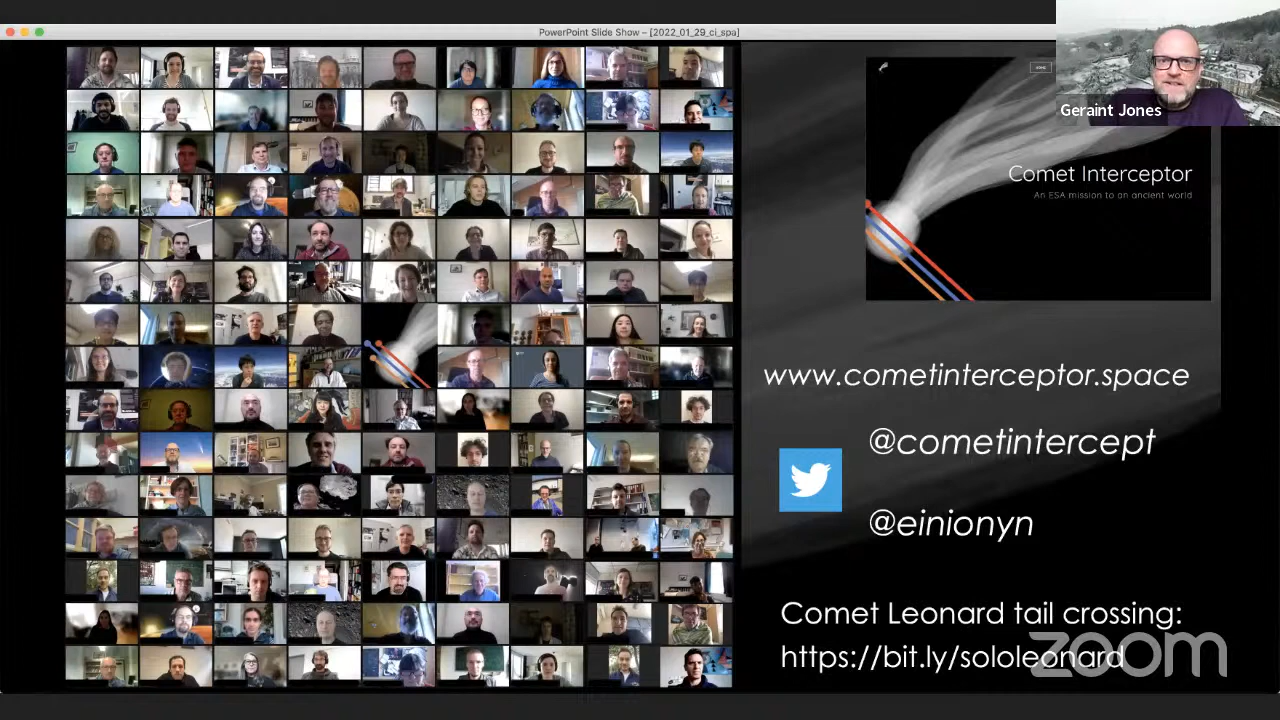 PowerPoint Slide Show – [2022_01_29_ci_spa]
Geraint Jones
Comet Interceptor
An ESA mission to an ancient world
www.cometinterceptor.space
@cometintercept
@einionyn
Comet Leonard tail crossing:
https://bit.ly/sololeonard
zoom